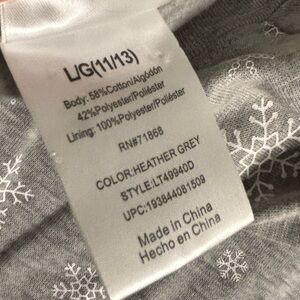 L/G(11/13)
Body: 58%Cotton/Algodón
42%Polyester/Poliéster
Lining: 100%Polyester/Poliéster
RN#71868
COLOR:HEATHER GREY
STYLE:LT49940D
UPC:193844081509
Made in China
Hecho en China